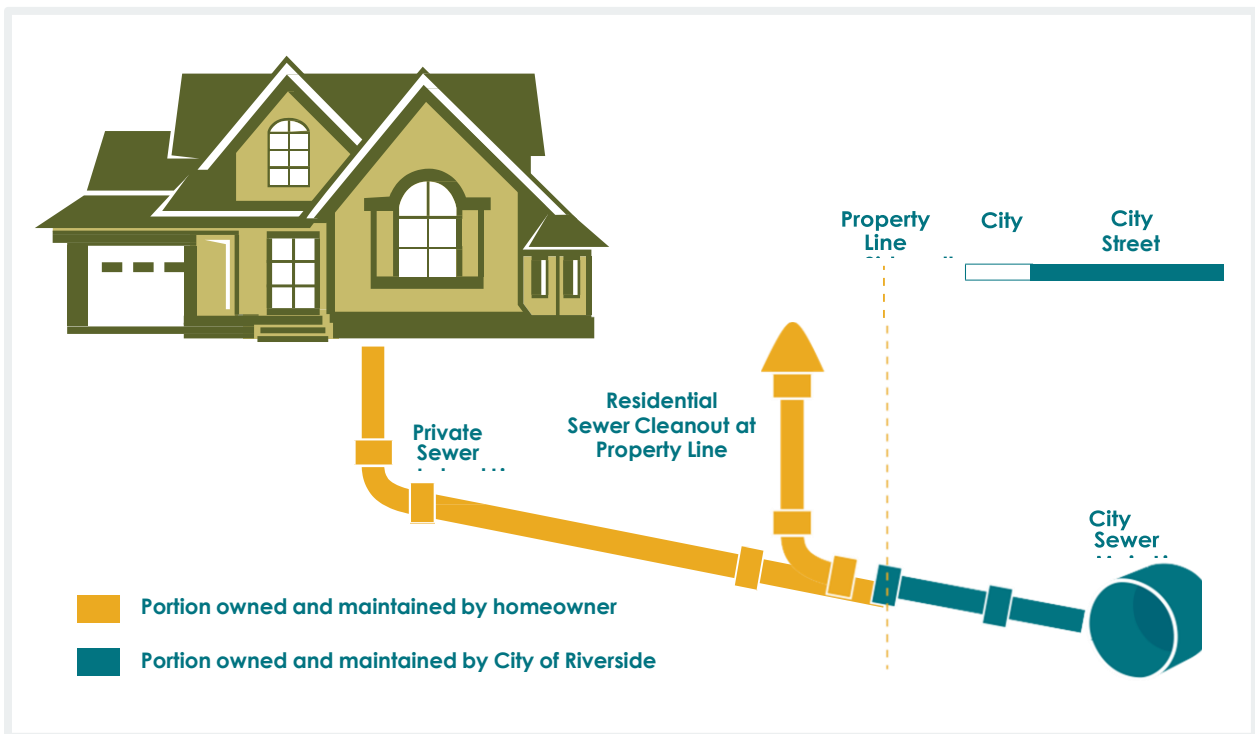 Property
Line
City
City
Street
Residential
Sewer Cleanout at
Property Line
Private
Sewer
City
Sewer
Portion owned and maintained by homeowner
Portion owned and maintained by City of Riverside